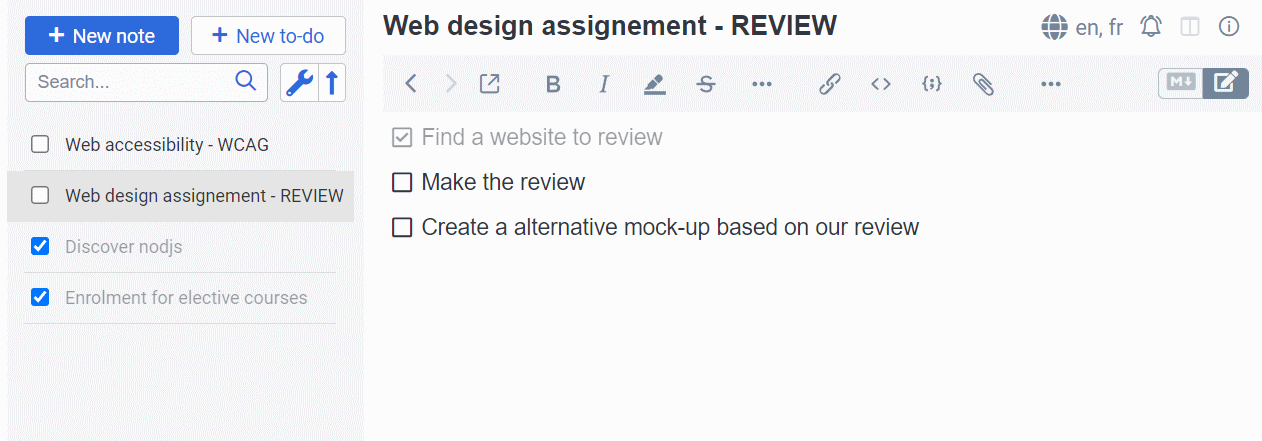 New note
New to-do
Search...
Web accessibility - WCAG
Web design assignement - REVIEW
Discover nodjs
Enrolment for elective courses
Web design assignement - REVIEW
en, fr
B I S ... <> {;} ... M↓
Find a website to review
Make the review
Create a alternative mock-up based on our review